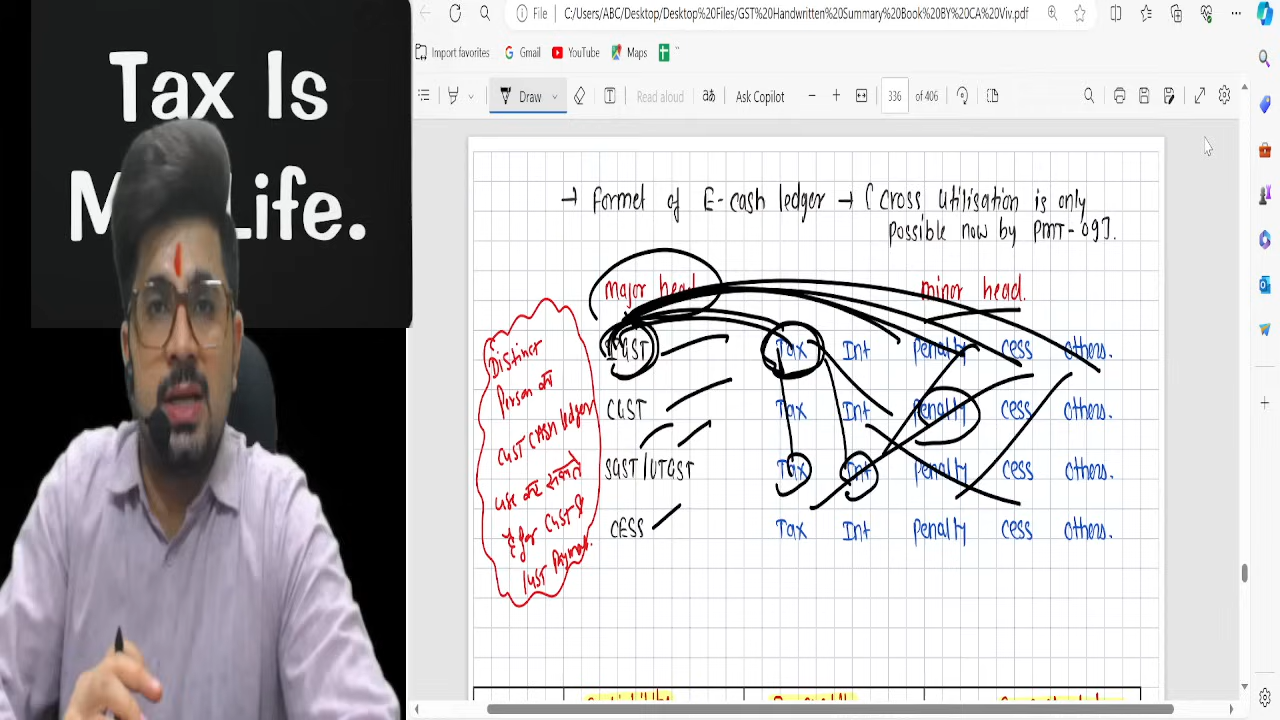 Tax Is
Life.
File
C:/Users/ABC/Desktop/Desktop%20Files/GST%20Handwritten%20Summary%20Book%20BY%20CA%20Viv.pdf
Import favorites
Gmail
YouTube
Maps
Draw
Read aloud
Ask Copilot
336
of 406
→ Formet of E-cash ledger → [Cross utilisation is only
possible now by PMT-09].
major head
minor head.
IGST Tax Int Penalty cess others.
CGST Tax Int Penalty cess others.
SGST/UTGST Tax Int Penalty cess others.
CESS Tax Int Penalty cess others.
Distinct
Person का
CGST CASH ledger
use कर सकते
है for CGST &
IGST Payment.